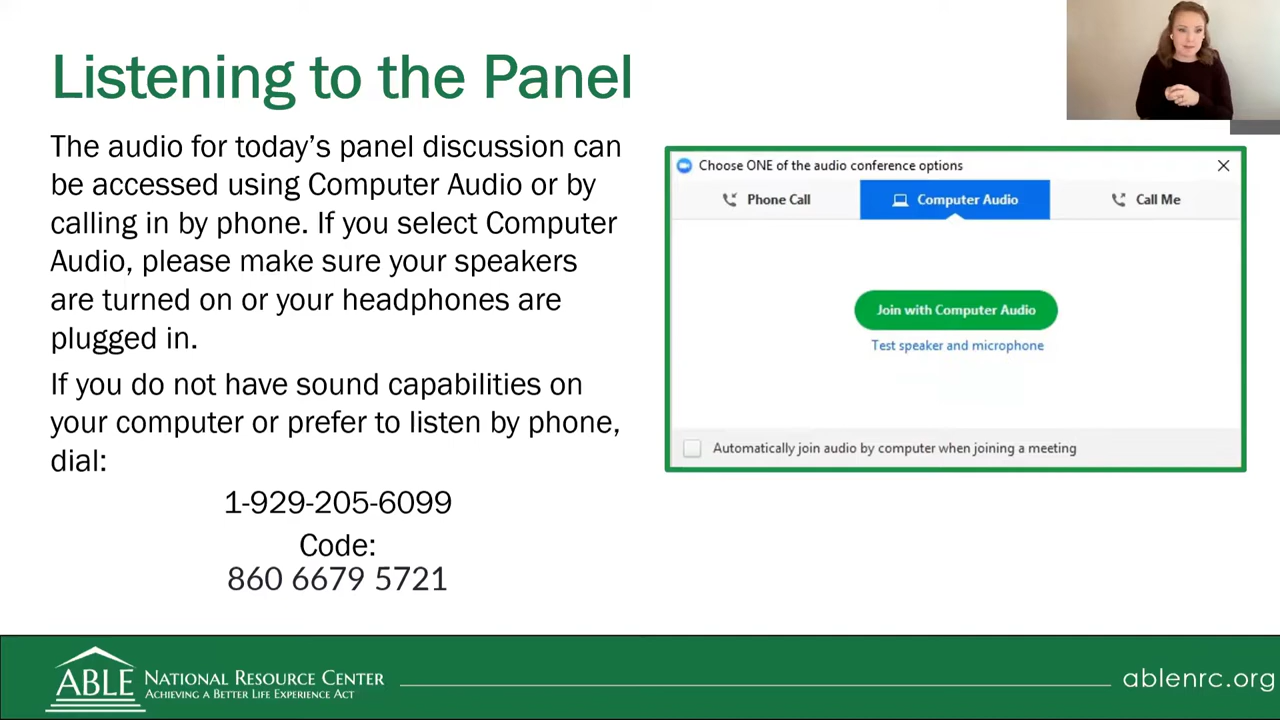 Listening to the Panel
The audio for today's panel discussion can
be accessed using Computer Audio or by
calling in by phone. If you select Computer
Audio, please make sure your speakers
are turned on or your headphones are
plugged in.
If you do not have sound capabilities on
your computer or prefer to listen by phone,
dial:
1-929-205-6099
Code:
860 6679 5721
Choose ONE of the audio conference options
Phone Call
Computer Audio
Call Me
Join with Computer Audio
Test speaker and microphone
Automatically join audio by computer when joining a meeting
ABLE NATIONAL RESOURCE CENTER
ACHIEVING A BETTER LIFE EXPERIENCE ACT
ablenrc.org